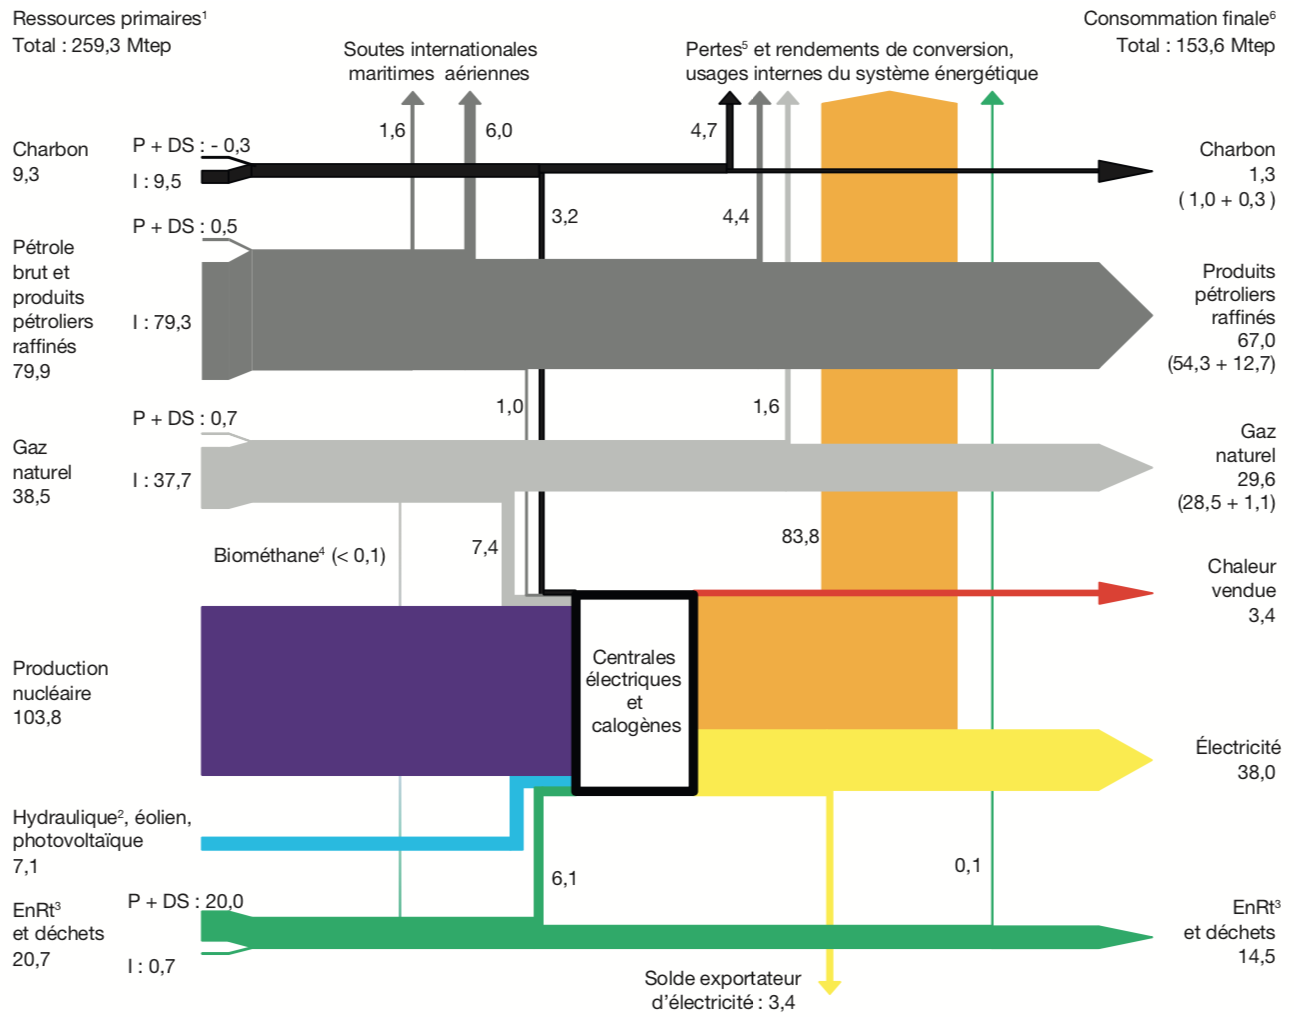 Ressources primaires¹
Total : 259,3 Mtep
Soutes internationales
maritimes aériennes
Pertes⁵ et rendements de conversion,
usages internes du système énergétique
Consommation finale⁶
Total : 153,6 Mtep
1,6
6,0
4,7
Charbon
9,3
P + DS : - 0,3
I : 9,5
Charbon
1,3
( 1,0 + 0,3 )
3,2
4,4
Pétrole
brut et
produits
pétroliers
raffinés
79,9
P + DS : 0,5
I : 79,3
Produits
pétroliers
raffinés
67,0
(54,3 + 12,7)
1,0
1,6
Gaz
naturel
38,5
P + DS : 0,7
I : 37,7
Gaz
naturel
29,6
(28,5 + 1,1)
Biométhane⁴ (< 0,1)
7,4
83,8
Chaleur
vendue
3,4
Production
nucléaire
103,8
Centrales
électriques
et
calogènes
Électricité
38,0
Hydraulique², éolien,
photovoltaïque
7,1
6,1
0,1
EnRt³
et déchets
20,7
P + DS : 20,0
I : 0,7
EnRt³
et déchets
14,5
Solde exportateur
d'électricité : 3,4